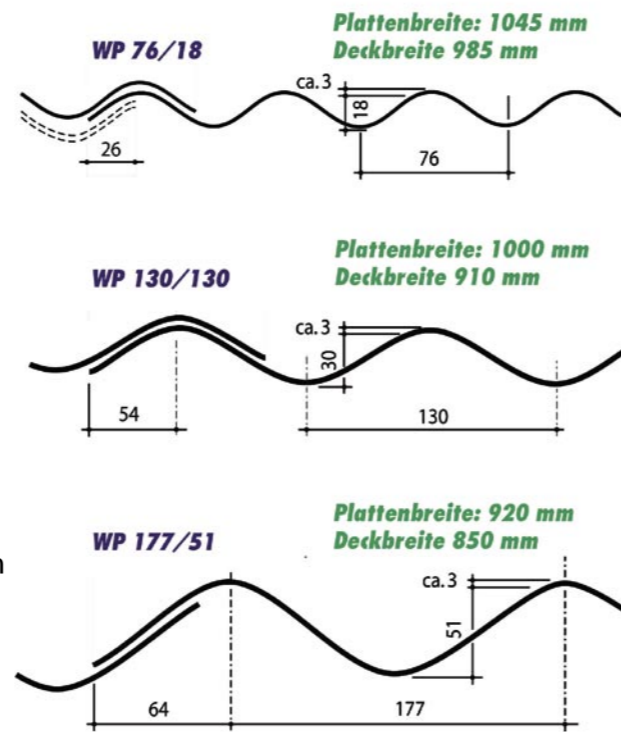 WP 76/18
Plattenbreite: 1045 mm
Deckbreite 985 mm
ca.3
18
26
76
WP 130/130
Plattenbreite: 1000 mm
Deckbreite 910 mm
ca.3
30
54
130
WP 177/51
Plattenbreite: 920 mm
Deckbreite 850 mm
ca.3
51
64
177